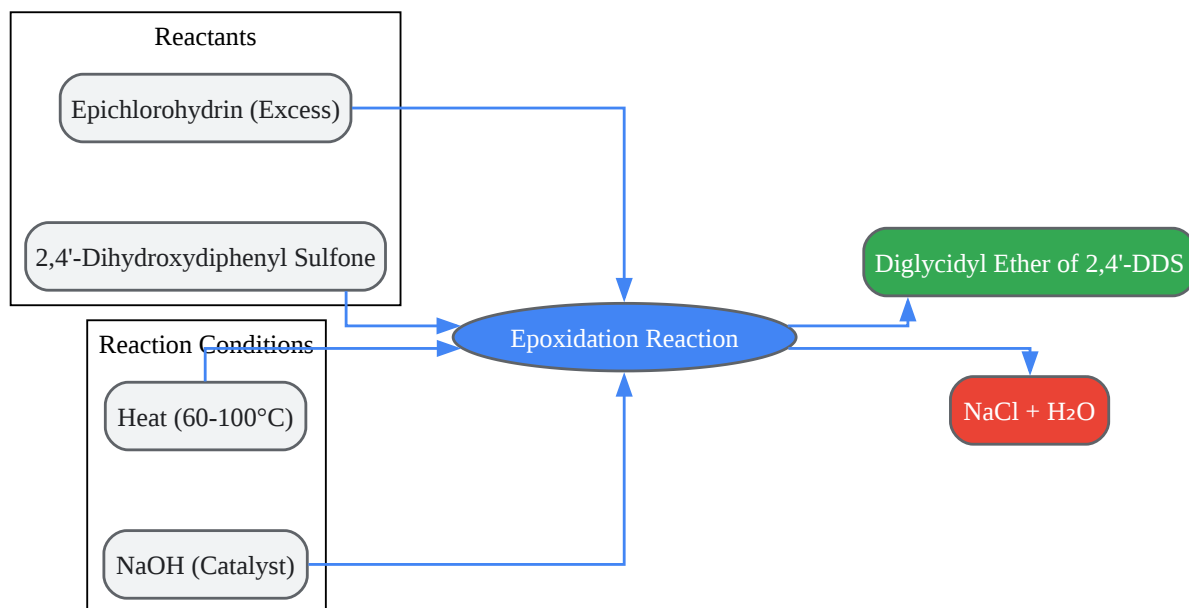 Reactants
Epichlorohydrin (Excess)
2,4'-Dihydroxydiphenyl Sulfone
Reaction Conditions
Heat (60-100°C)
NaOH (Catalyst)
Epoxidation Reaction
Diglycidyl Ether of 2,4'-DDS
NaCl + H₂O